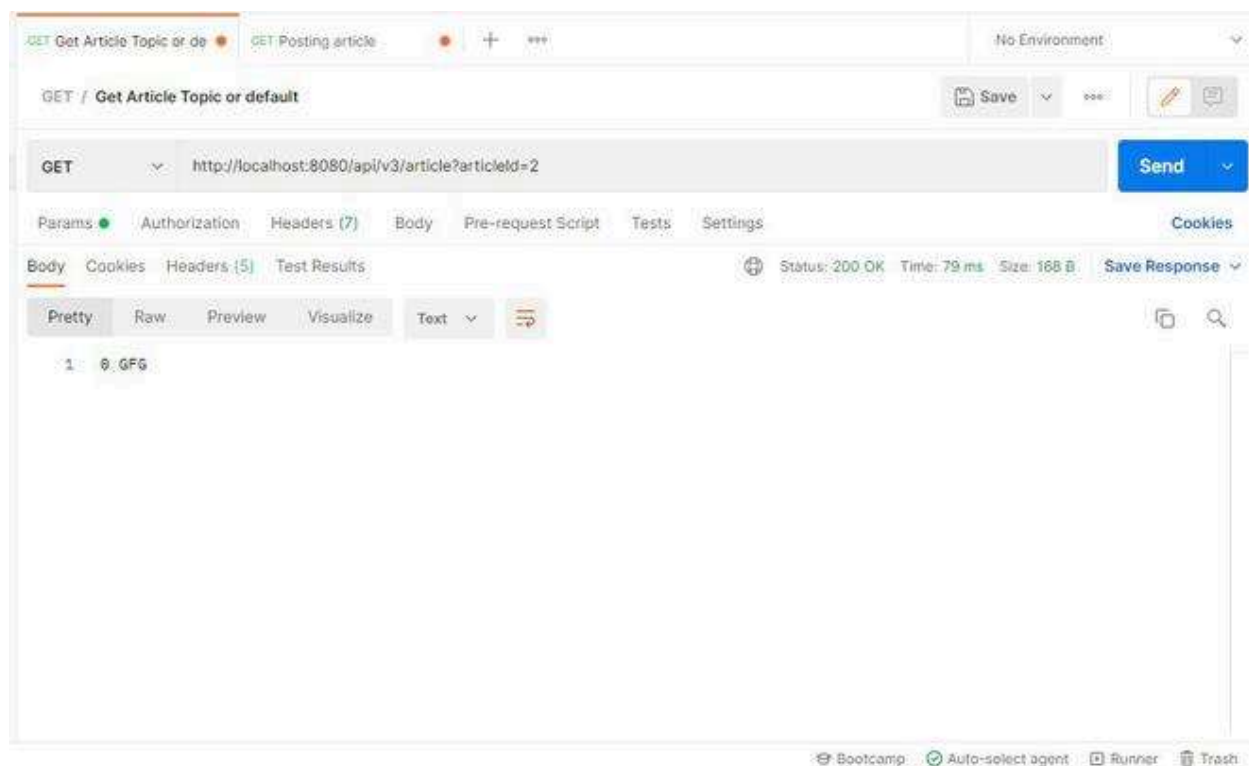 GET Get Article Topic or de GET Posting article + ••• No Environment
GET / Get Article Topic or default Save •••
GET http://localhost:8080/api/v3/article?articleId=2 Send
Params Authorization Headers (7) Body Pre-request Script Tests Settings Cookies
Body Cookies Headers (5) Test Results Status: 200 OK Time: 79 ms Size: 168 B Save Response
Pretty Raw Preview Visualize Text
1 0 GFG
Bootcamp Auto-select agent Runner Trash